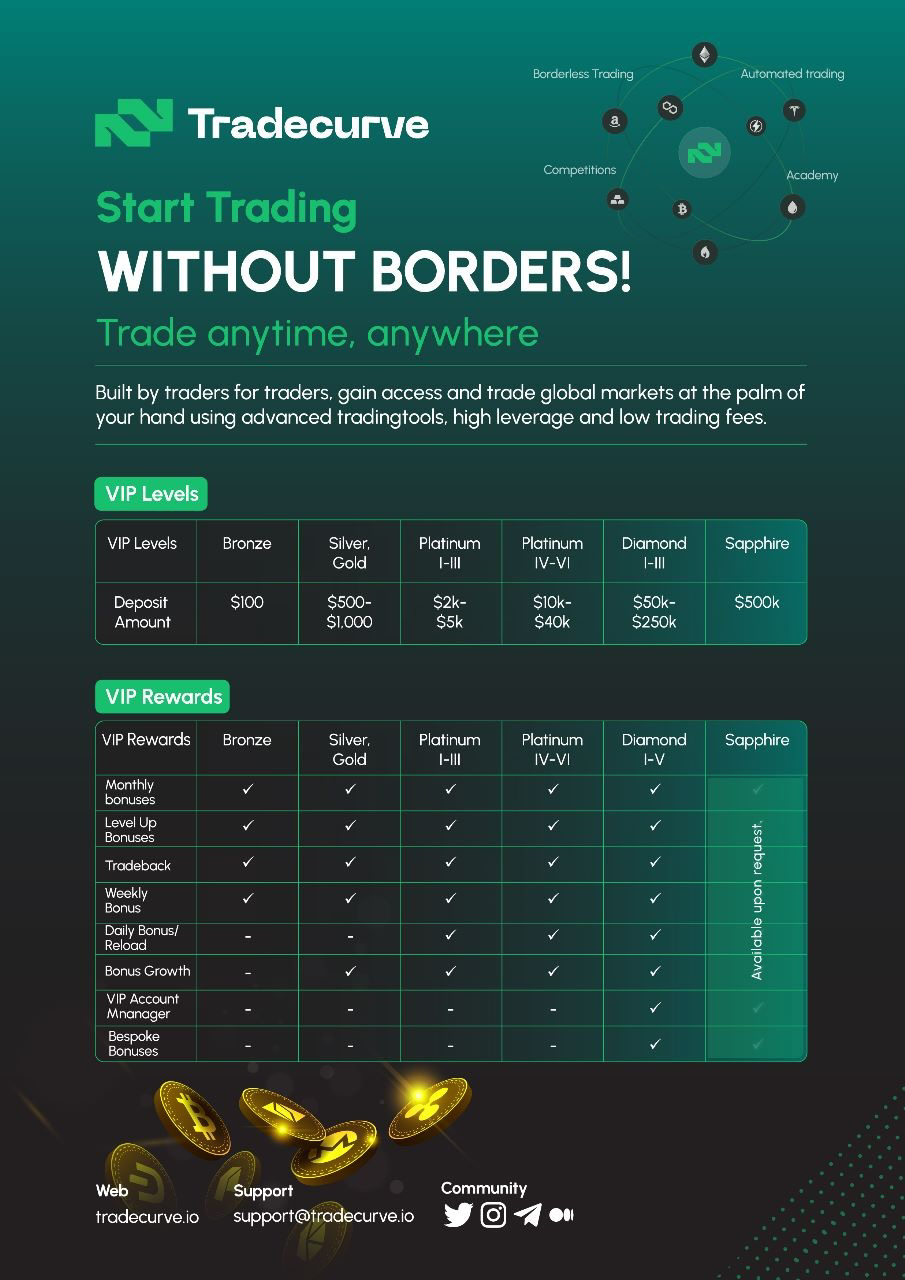 Borderless Trading
Automated trading
Tradecurve
a
Competitions
Academy
Start Trading
WITHOUT BORDERS!
Trade anytime, anywhere
Built by traders for traders, gain access and trade global markets at the palm of
your hand using advanced tradingtools, high leverage and low trading fees.
VIP Levels
VIP Levels Bronze Silver, Platinum Platinum Diamond Sapphire
Gold I-III IV-VI I-III
Deposit $100 $500- $2k- $10k- $50k- $500k
Amount $1,000 $5k $40k $250k
VIP Rewards
VIP Rewards Bronze Silver, Platinum Platinum Diamond Sapphire
Gold I-III IV-VI I-V
Monthly ✓ ✓ ✓ ✓ ✓ ✓
bonuses
Level Up ✓ ✓ ✓ ✓ ✓
Bonuses
Tradeback ✓ ✓ ✓ ✓ ✓
Weekly ✓ ✓ ✓ ✓ ✓
Bonus
Daily Bonus/ - - ✓ ✓ ✓
Reload
Bonus Growth - ✓ ✓ ✓ ✓
VIP Account - - - - ✓ ✓
Mnanager
Bespoke - - - - ✓ ✓
Bonuses
Available upon request.
Web
tradecurve.io
Support
support@tradecurve.io
Community